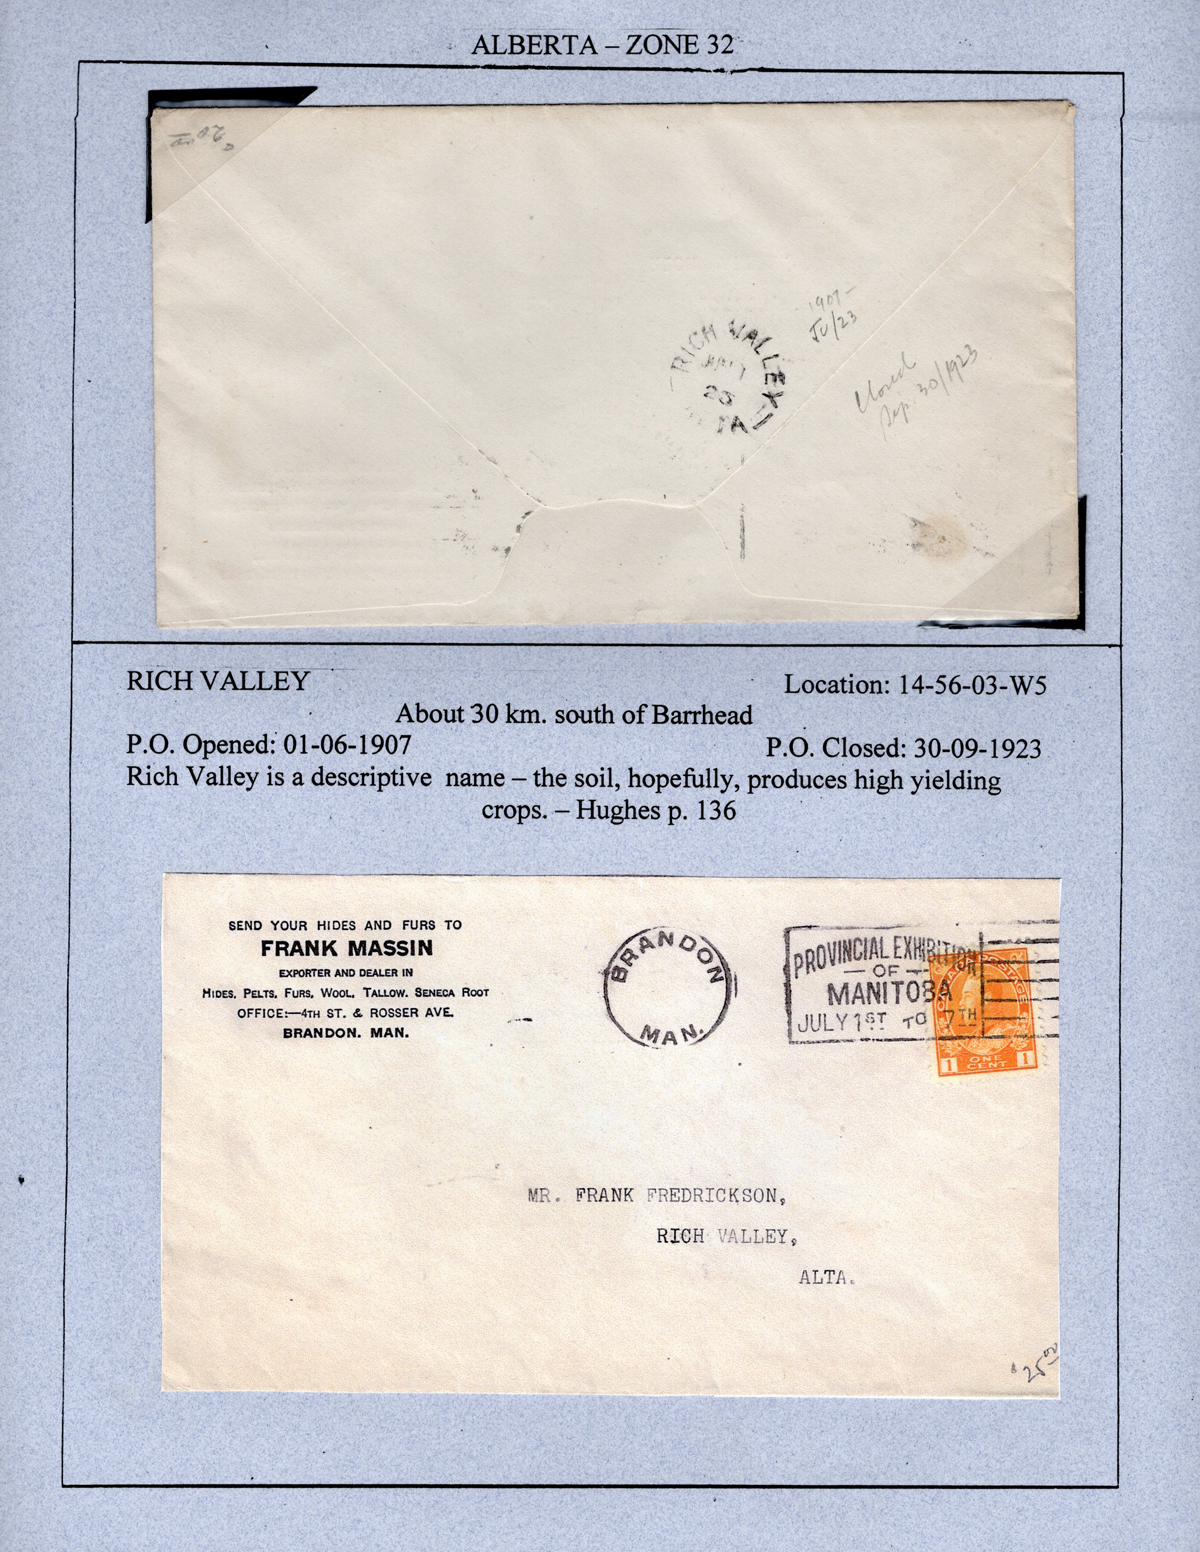 ALBERTA – ZONE 32
1907-
JU/23
Closed
Sep. 30/1923
RICH VALLEY
RICH VALLEY
Location: 14-56-03-W5
About 30 km. south of Barrhead
P.O. Opened: 01-06-1907
P.O. Closed: 30-09-1923
Rich Valley is a descriptive name – the soil, hopefully, produces high yielding
crops. – Hughes p. 136
SEND YOUR HIDES AND FURS TO
FRANK MASSIN
EXPORTER AND DEALER IN
HIDES, PELTS, FURS, WOOL, TALLOW, SENECA ROOT
OFFICE:—4TH ST. & ROSSER AVE.
BRANDON. MAN.
BRANDON
MAN.
PROVINCIAL EXHIBITION
— OF —
MANITOBA
JULY 1ST TO 7TH
POSTAGE
1 ONE CENT 1
MR. FRANK FREDRICKSON,
RICH VALLEY,
ALTA.
$25.00